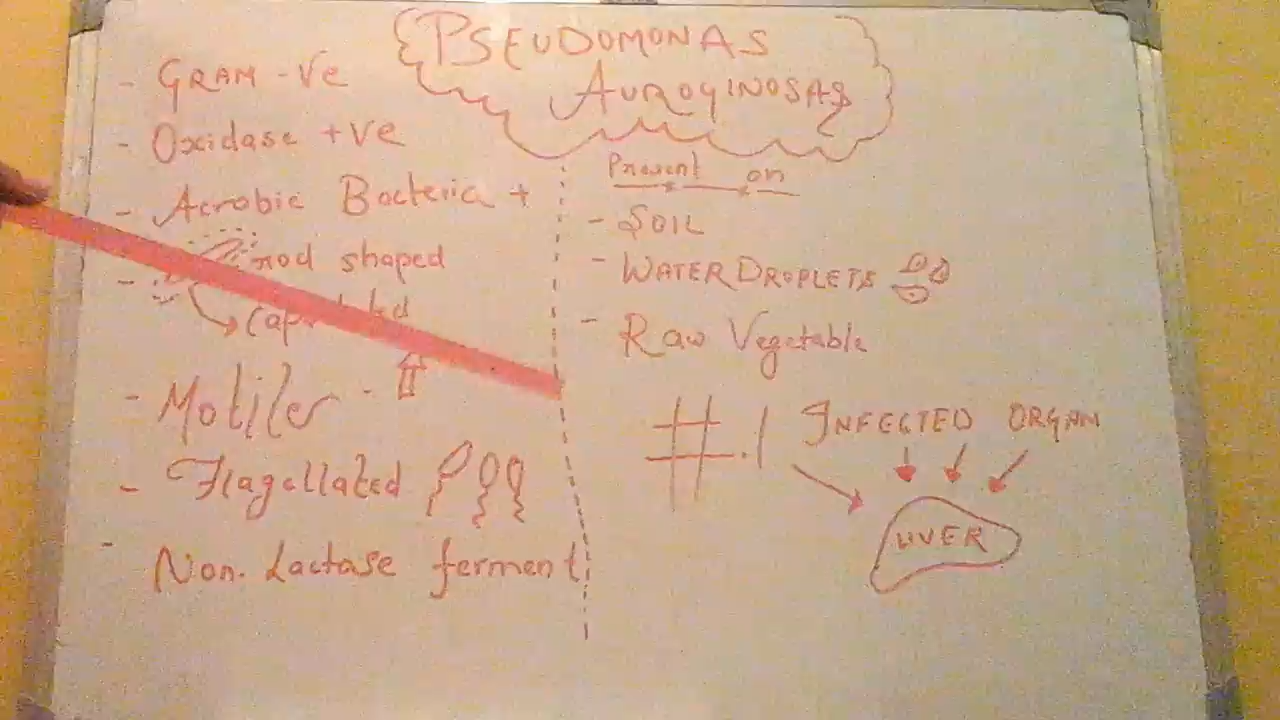 PSEUDOMONAS
AUROGINOSAS
- GRAM -Ve
- Oxidase +ve
- Aerobic Bacteria +
- rod shaped
- Motiler -
- Flagellated
- Non. Lactase ferment
Present on
- SOIL
- WATER DROPLETS
- Raw Vegetable
#.1 INFECTED ORGAN
LIVER